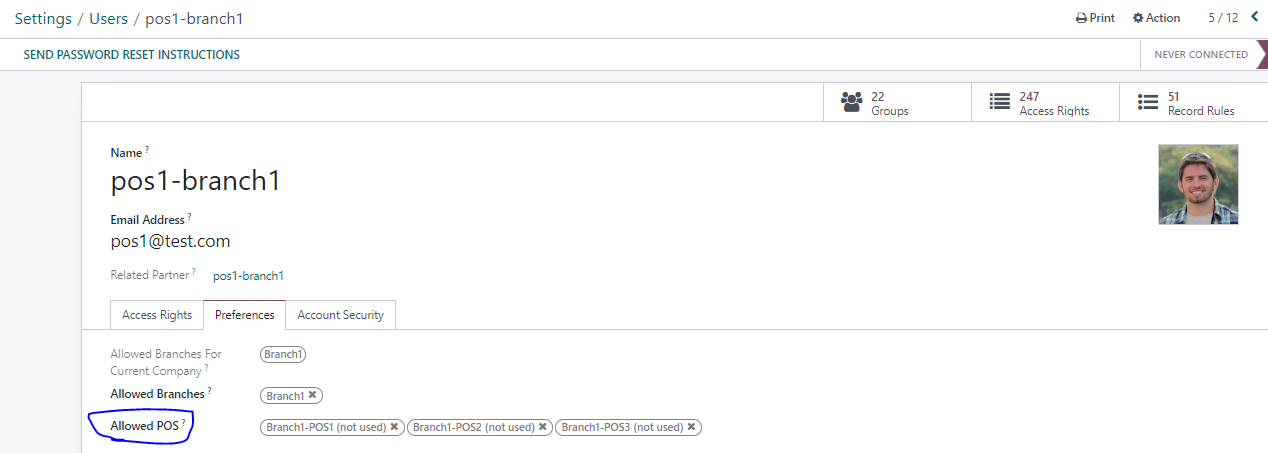 Settings / Users / pos1-branch1
Print Action 5 / 12
SEND PASSWORD RESET INSTRUCTIONS
NEVER CONNECTED
22
Groups
247
Access Rights
51
Record Rules
Name ?
pos1-branch1
Email Address ?
pos1@test.com
Related Partner ? pos1-branch1
Access Rights Preferences Account Security
Allowed Branches For
Current Company ?
Branch1
Allowed Branches ? Branch1 ✖
Allowed POS ? Branch1-POS1 (not used) ✖ Branch1-POS2 (not used) ✖ Branch1-POS3 (not used) ✖